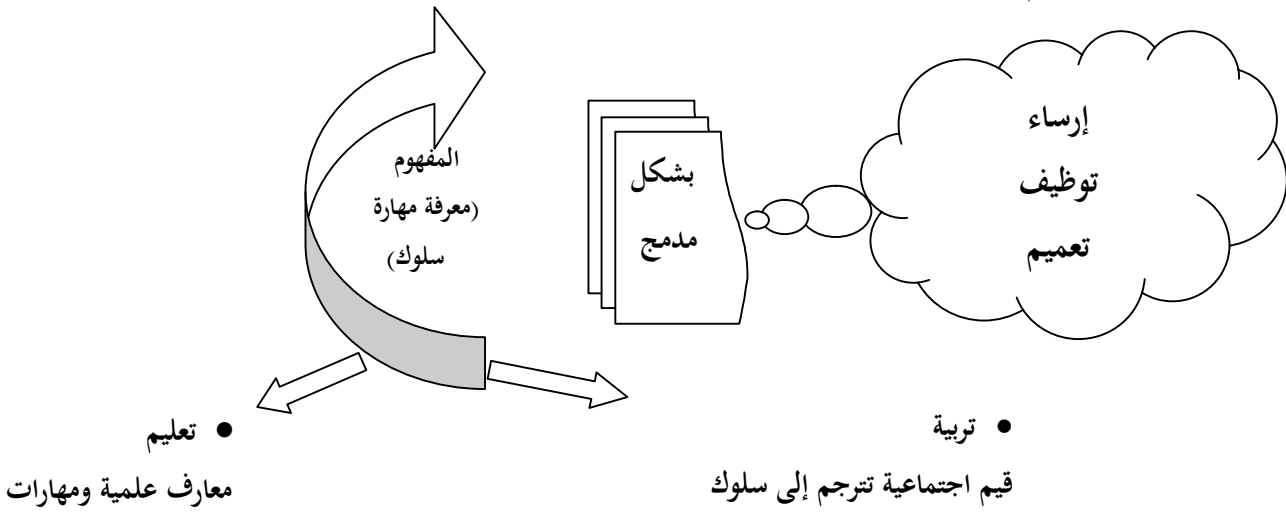 إرساء
توظيف
تعميم
بشكل
مدمج
المفهوم
(معرفة مهارة
سلوك)
• تربية
قيم اجتماعية تترجم إلى سلوك
• تعليم
معارف علمية ومهارات